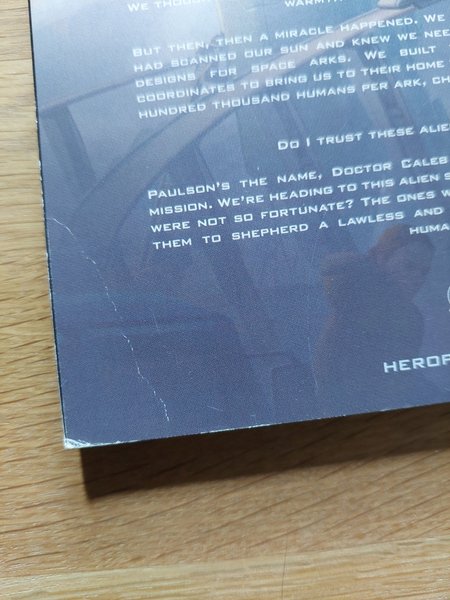 WE THOUGHT
BUT THEN, THEN A MIRACLE HAPPENED. WE
HAD SCANNED OUR SUN AND KNEW WE NEE
DESIGNS FOR SPACE ARKS. WE BUILT
COORDINATES TO BRING US TO THEIR HOME
HUNDRED THOUSAND HUMANS PER ARK, CH
DO I TRUST THESE ALIE
PAULSON'S THE NAME, DOCTOR CALEB
MISSION. WE'RE HEADING TO THIS ALIEN S
WERE NOT SO FORTUNATE? THE ONES W
THEM TO SHEPHERD A LAWLESS AND
HUMA
HEROF